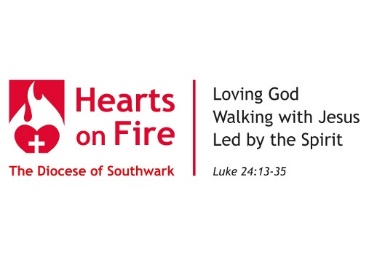 Hearts
on Fire
The Diocese of Southwark
Loving God
Walking with Jesus
Led by the Spirit
Luke 24:13-35